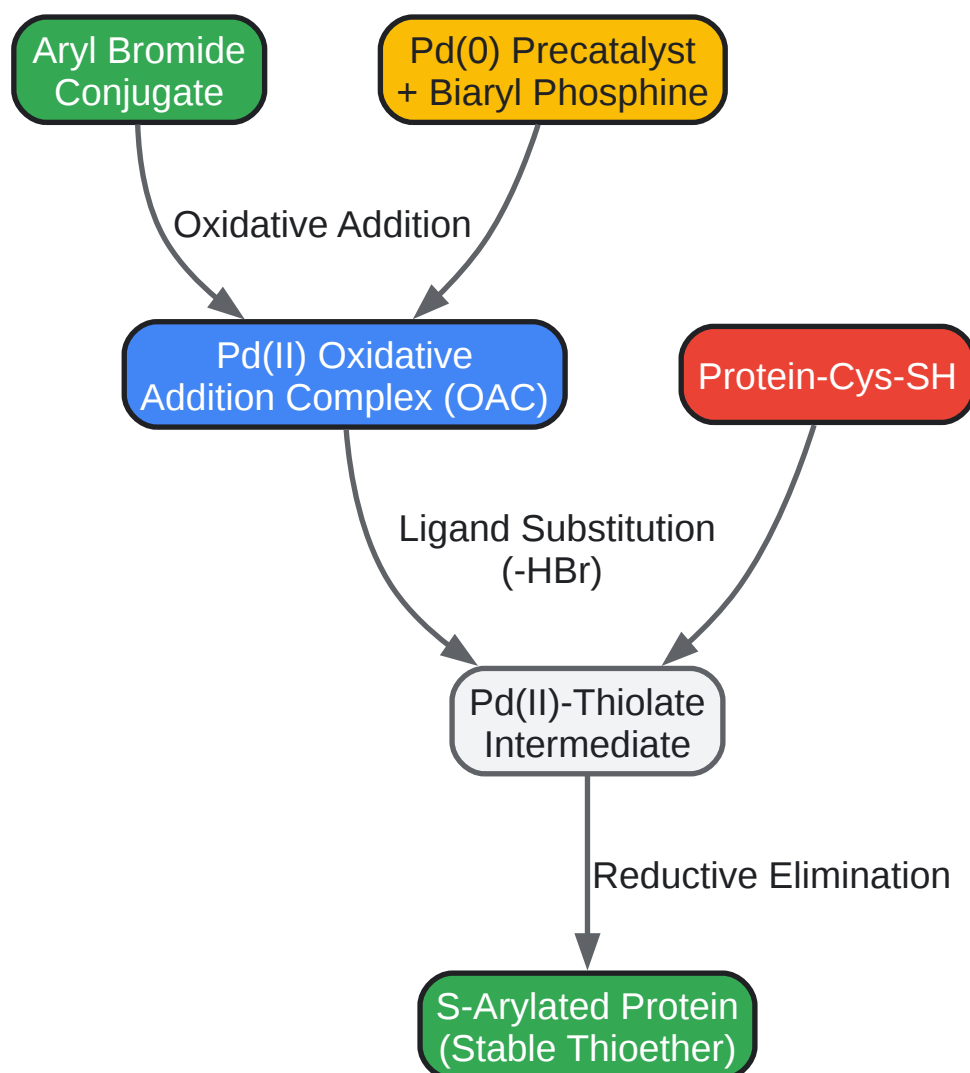 Aryl Bromide
Conjugate
Pd(0) Precatalyst
+ Biaryl Phosphine
Oxidative Addition
Pd(II) Oxidative
Addition Complex (OAC)
Protein-Cys-SH
Ligand Substitution
(-HBr)
Pd(II)-Thiolate
Intermediate
Reductive Elimination
S-Arylated Protein
(Stable Thioether)